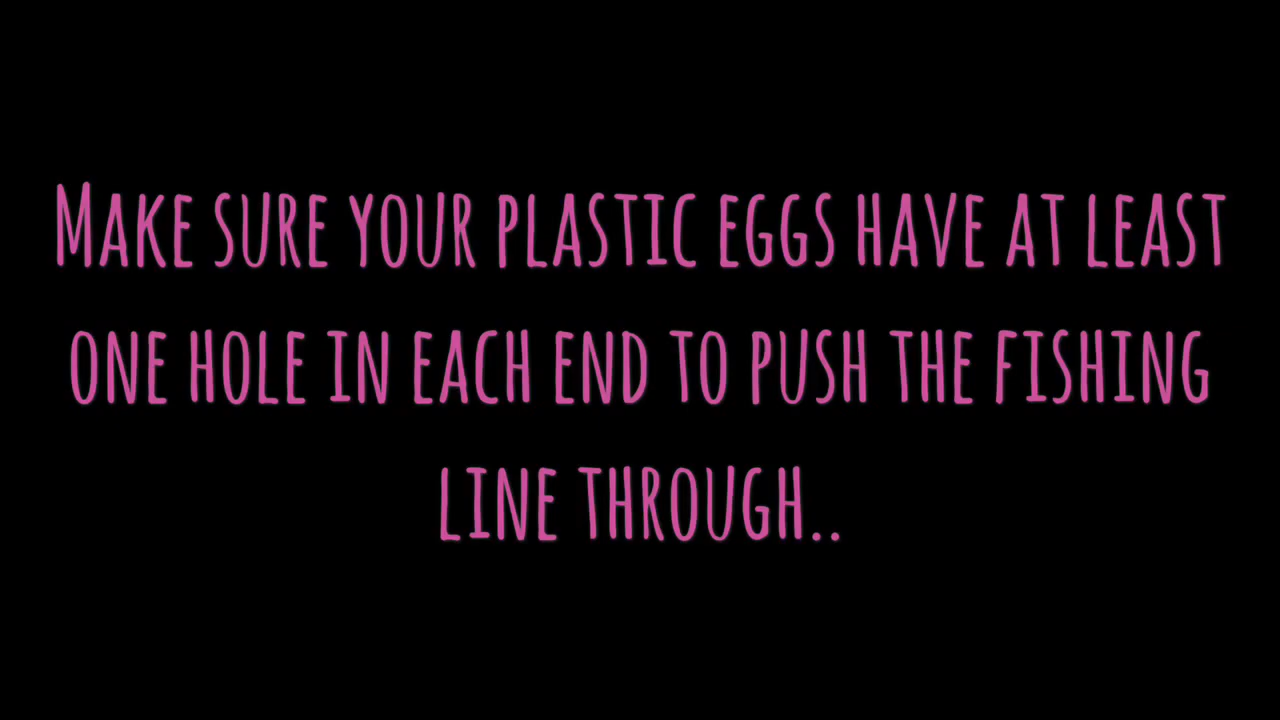 Make sure your plastic eggs have at least
one hole in each end to push the fishing
line through..